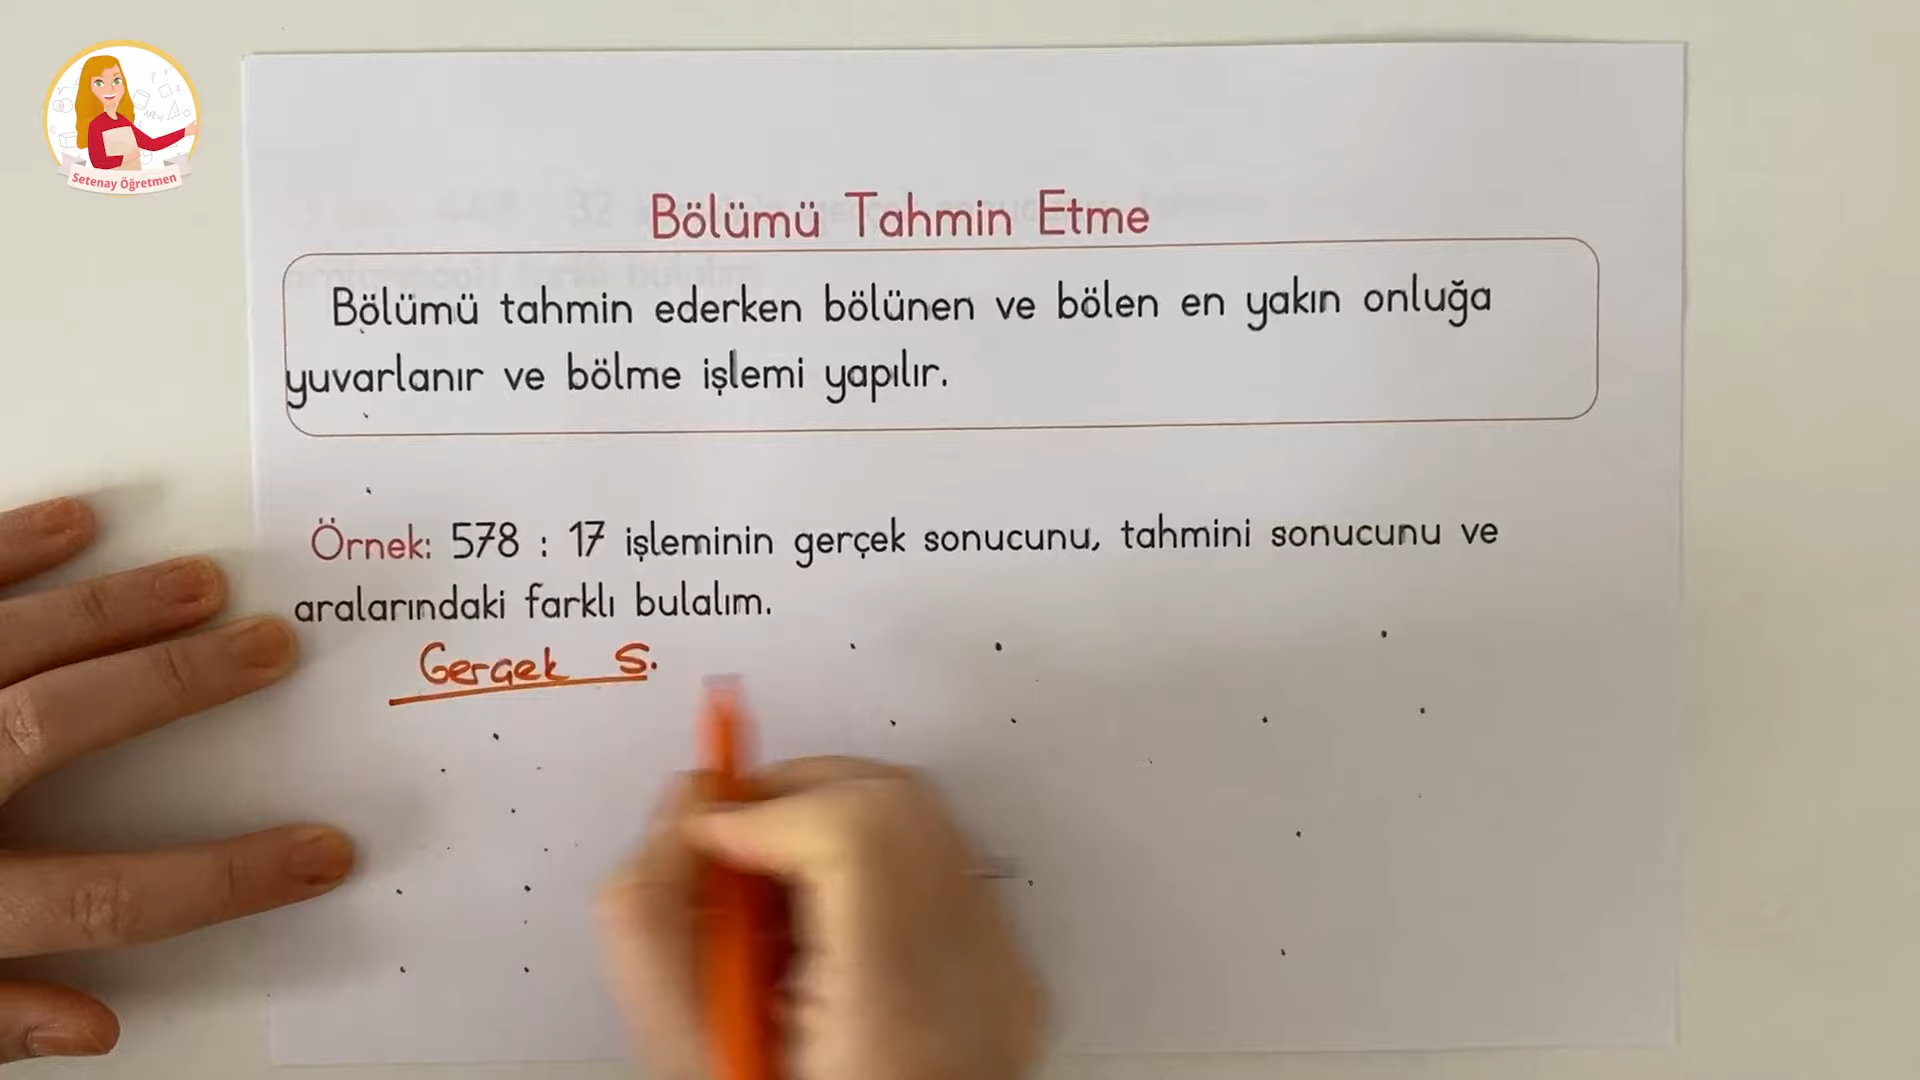 Setenay Öğretmen
Bölümü Tahmin Etme
Bölümü tahmin ederken bölünen ve bölen en yakın onluğa
yuvarlanır ve bölme işlemi yapılır.
Örnek: 578 : 17 işleminin gerçek sonucunu, tahmini sonucunu ve
aralarındaki farklı bulalım.
Gerçek S.